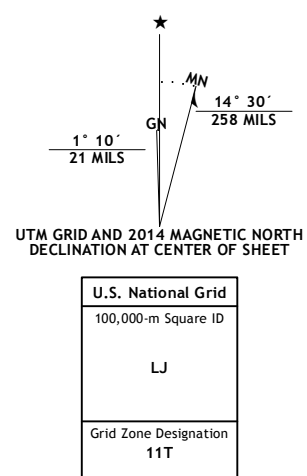 ★
MN
GN
14° 30´
258 MILS
1° 10´
21 MILS
UTM GRID AND 2014 MAGNETIC NORTH
DECLINATION AT CENTER OF SHEET
U.S. National Grid
100,000-m Square ID
LJ
Grid Zone Designation
11T